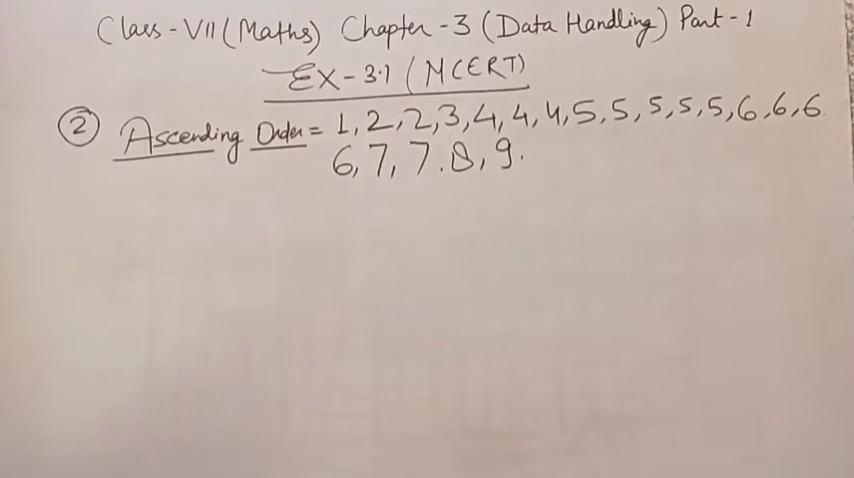 Class - VII (Maths) Chapter - 3 (Data Handling) Part - 1
EX - 3.1 (NCERT)
② Ascending Order = 1, 2, 2, 3, 4, 4, 4, 5, 5, 5, 5, 5, 6, 6, 6
6, 7, 7. 8, 9.